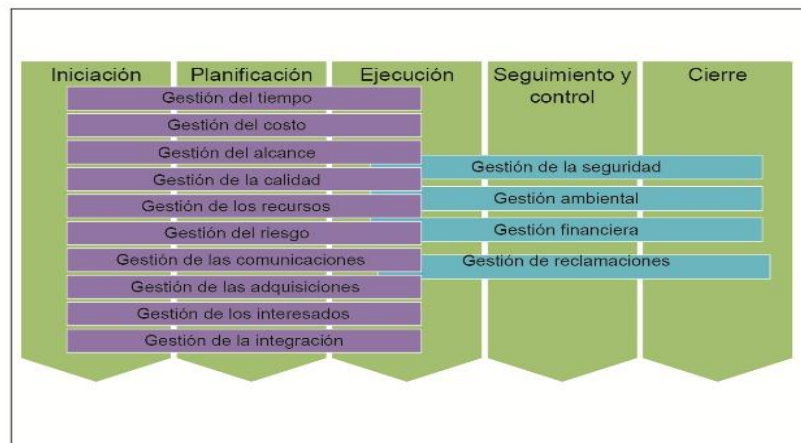 Iniciación
Planificación
Ejecución
Seguimiento y
control
Cierre
Gestión del tiempo
Gestión del costo
Gestión del alcance
Gestión de la calidad
Gestión de los recursos
Gestión del riesgo
Gestión de las comunicaciones
Gestión de las adquisiciones
Gestión de los interesados
Gestión de la integración
Gestión de la seguridad
Gestión ambiental
Gestión financiera
Gestión de reclamaciones